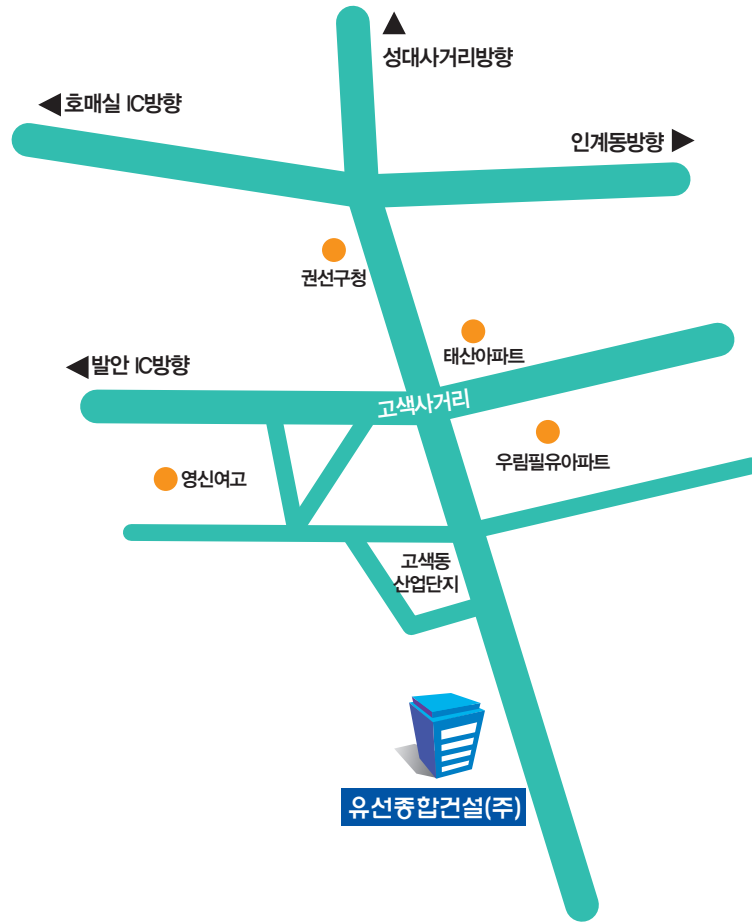 성대사거리방향
호매실 IC방향
인계동방향
권선구청
태산아파트
발안 IC방향
고색사거리
우림필유아파트
영신여고
고색동
산업단지
유선종합건설(주)